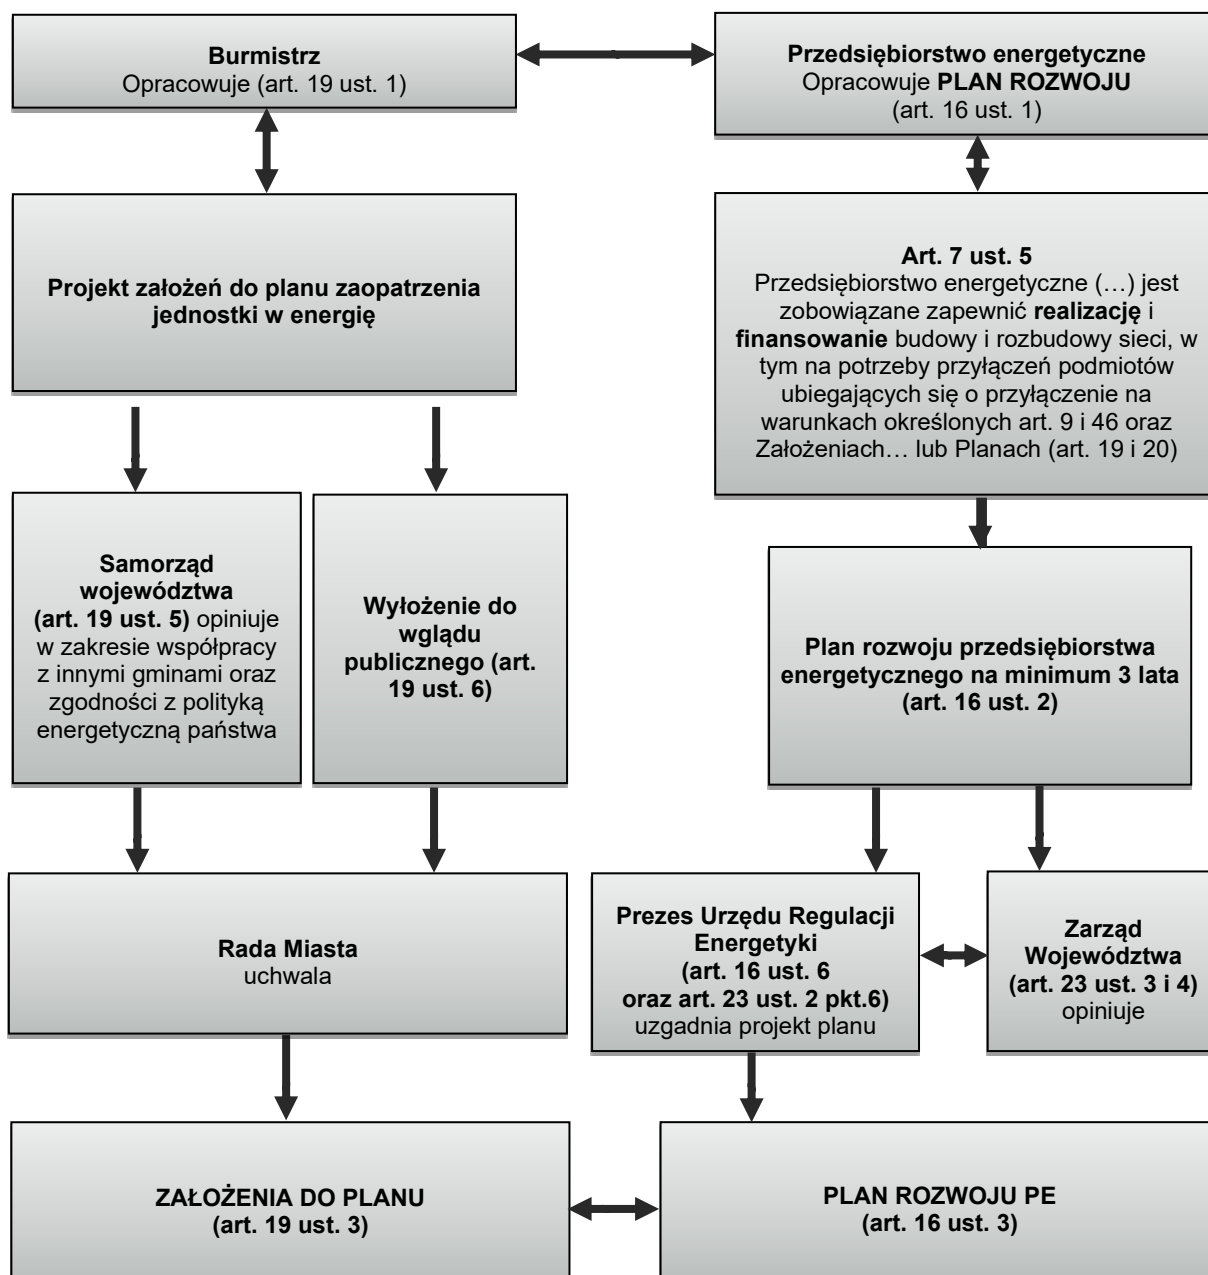 Burmistrz
Opracowuje (art. 19 ust. 1)
Przedsiębiorstwo energetyczne
Opracowuje PLAN ROZWOJU
(art. 16 ust. 1)
Projekt założeń do planu zaopatrzenia
jednostki w energię
Art. 7 ust. 5
Przedsiębiorstwo energetyczne (…) jest
zobowiązane zapewnić realizację i
finansowanie budowy i rozbudowy sieci, w
tym na potrzeby przyłączeń podmiotów
ubiegających się o przyłączenie na
warunkach określonych art. 9 i 46 oraz
Założeniach… lub Planach (art. 19 i 20)
Samorząd
województwa
(art. 19 ust. 5) opiniuje
w zakresie współpracy
z innymi gminami oraz
zgodności z polityką
energetyczną państwa
Wyłożenie do
wglądu
publicznego (art.
19 ust. 6)
Plan rozwoju przedsiębiorstwa
energetycznego na minimum 3 lata
(art. 16 ust. 2)
Rada Miasta
uchwala
Prezes Urzędu Regulacji
Energetyki
(art. 16 ust. 6
oraz art. 23 ust. 2 pkt.6)
uzgadnia projekt planu
Zarząd
Województwa
(art. 23 ust. 3 i 4)
opiniuje
ZAŁOŻENIA DO PLANU
(art. 19 ust. 3)
PLAN ROZWOJU PE
(art. 16 ust. 3)